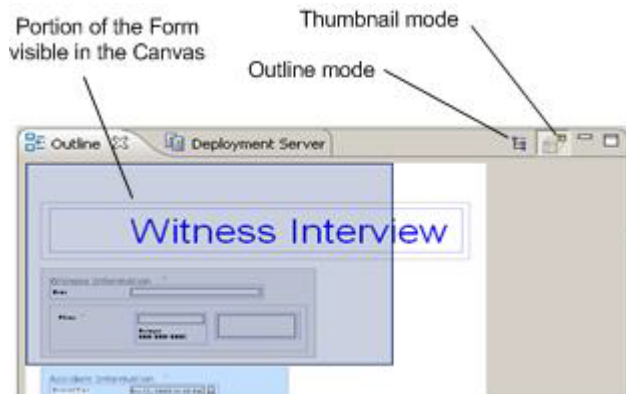 Portion of the Form
visible in the Canvas
Thumbnail mode
Outline mode
Outline
Deployment Server
Witness Interview
Witness Information
Accident Information